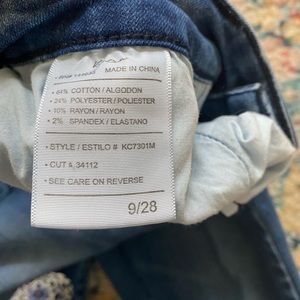 MADE IN CHINA
• 64% COTTON / ALGODON
• 24% POLYESTER / POLIESTER
• 10% RAYON / RAYON
• 2% SPANDEX / ELASTANO
• STYLE / ESTILO # KC7301M
• CUT # 34112
• SEE CARE ON REVERSE
9/28